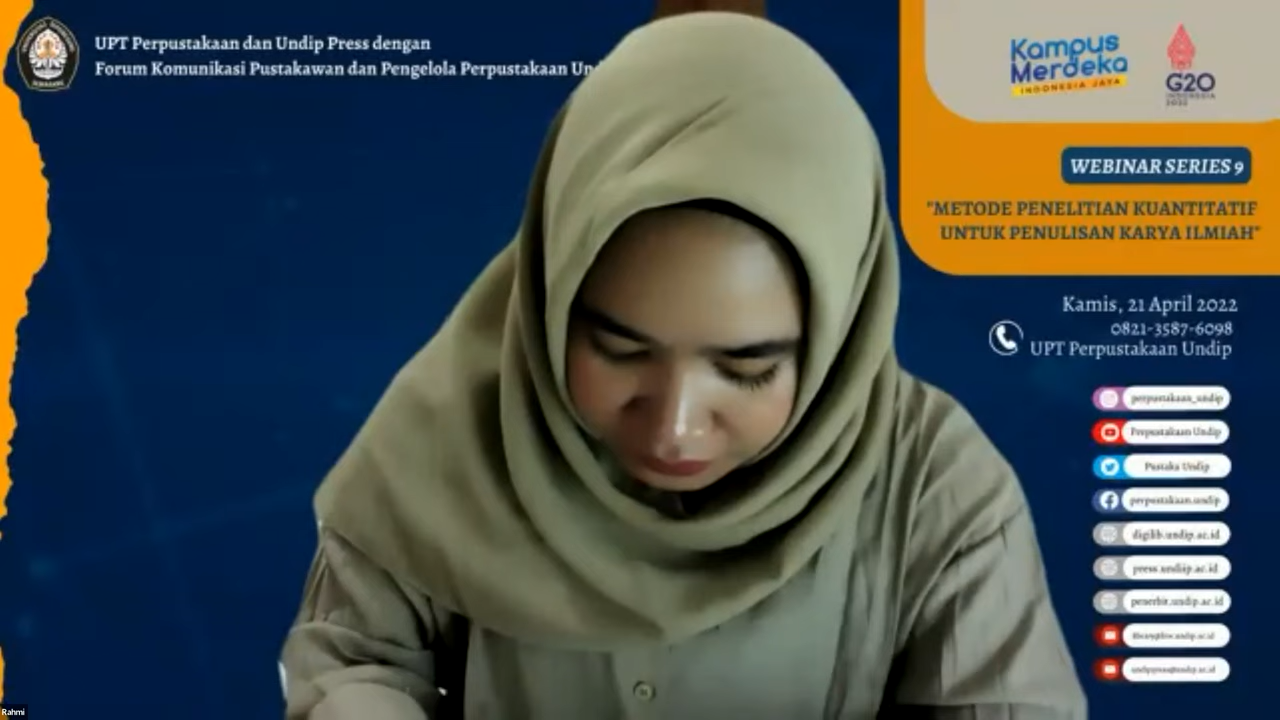 UPT Perpustakaan dan Undip Press dengan
Forum Komunikasi Pustakawan dan Pengelola Perpustakaan
Kampus
Merdeka
INDONESIA JAYA
G20
INDONESIA
2022
WEBINAR SERIES 9
"METODE PENELITIAN KUANTITATIF
UNTUK PENULISAN KARYA ILMIAH"
Kamis, 21 April 2022
0821-3587-6098
UPT Perpustakaan Undip
perpustakaan_undip
Perpustakaan Undip
Pustaka Undip
perpustakaan.undip
digilib.undip.ac.id
press.undip.ac.id
penerbit.undip.ac.id
Rahmi